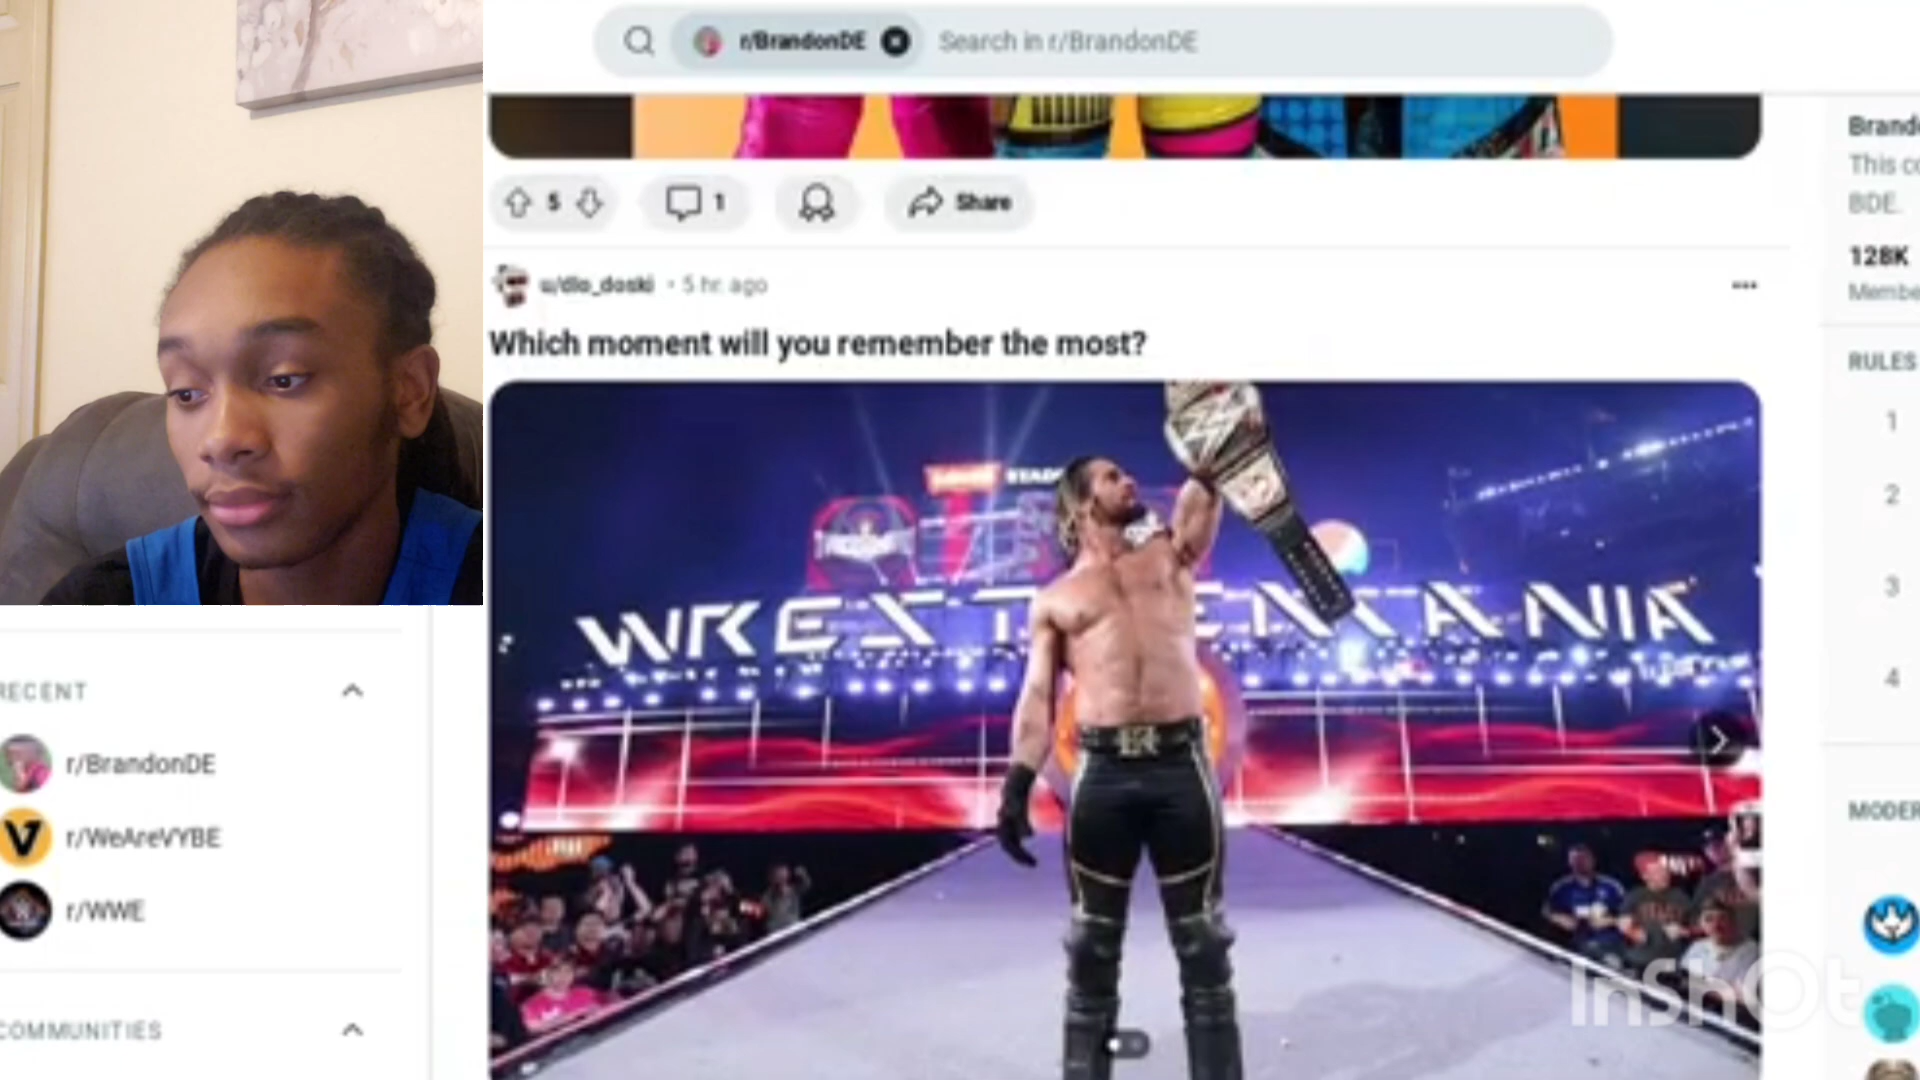 r/BrandonDE
Search in r/BrandonDE
5
1
Share
u/dlo_doski • 5 hr. ago
Which moment will you remember the most?
WRESTLEMANIA
RECENT
r/BrandonDE
r/WeAreVYBE
r/WWE
COMMUNITIES
BDE.
128K
RULES
1
2
3
4
InShOt